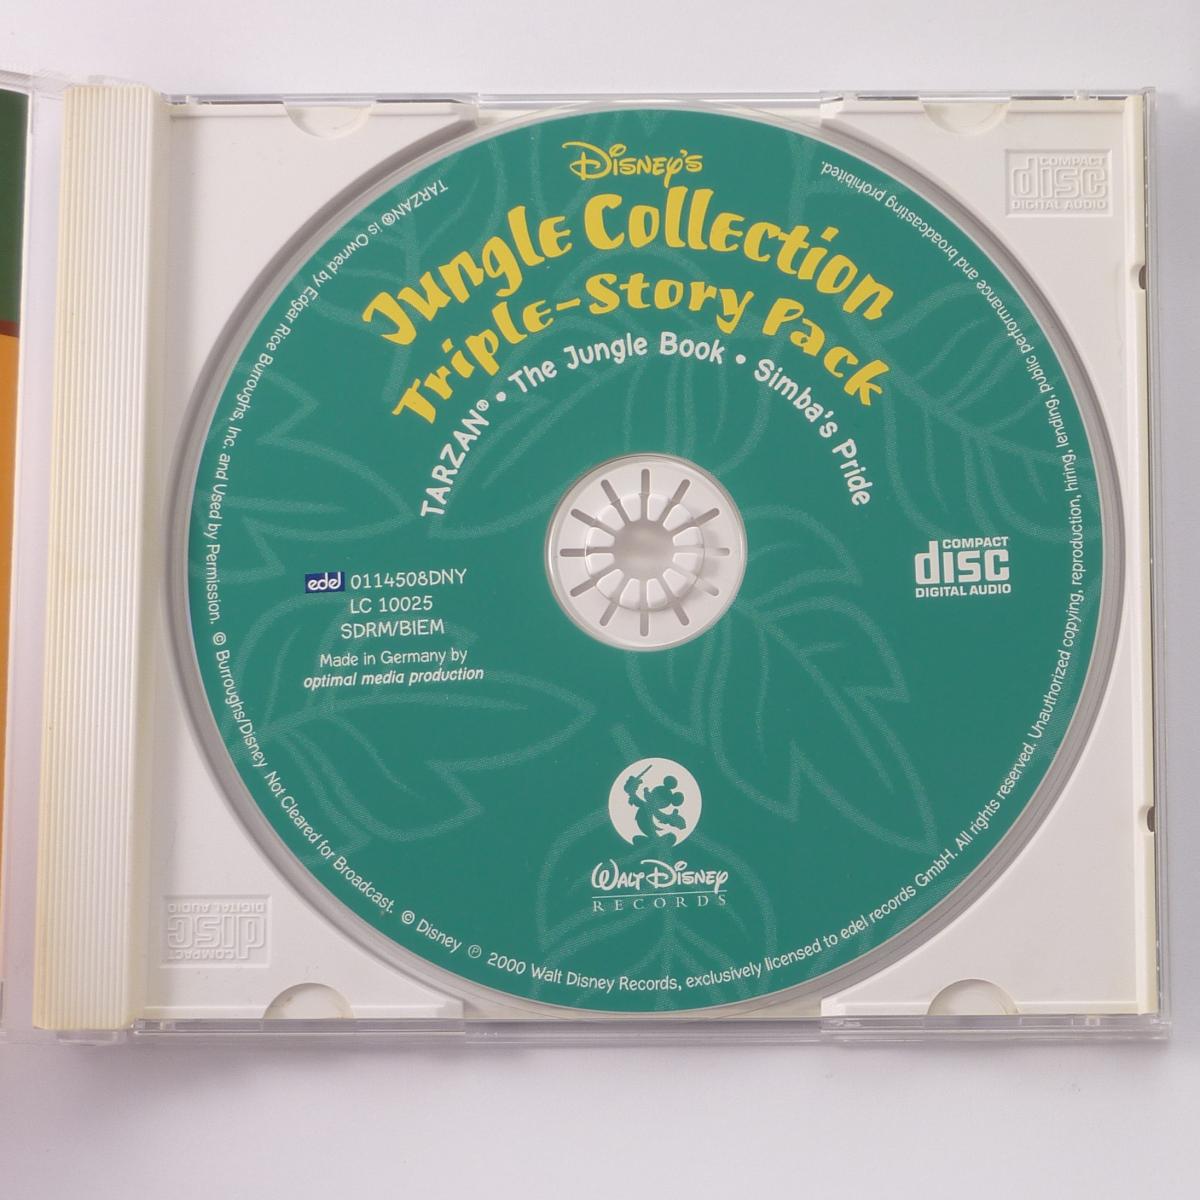 Disney's
Jungle Collection
Triple-Story Pack
TARZAN® • The Jungle Book • Simba's Pride
edel 0114508DNY
LC 10025
SDRM/BIEM
Made in Germany by
optimal media production
COMPACT
disc
DIGITAL AUDIO
WALT DISNEY
RECORDS
TARZAN® is Owned by Edgar Rice Burroughs, Inc. and Used by Permission. © Burroughs/Disney Not Cleared for Broadcast. © Disney ℗ 2000 Walt Disney Records, exclusively licensed to edel records GmbH. All rights reserved. Unauthorized copying, reproduction, hiring, lending, public performance and broadcasting prohibited.
COMPACT
disc
DIGITAL AUDIO
COMPACT
disc
DIGITAL AUDIO